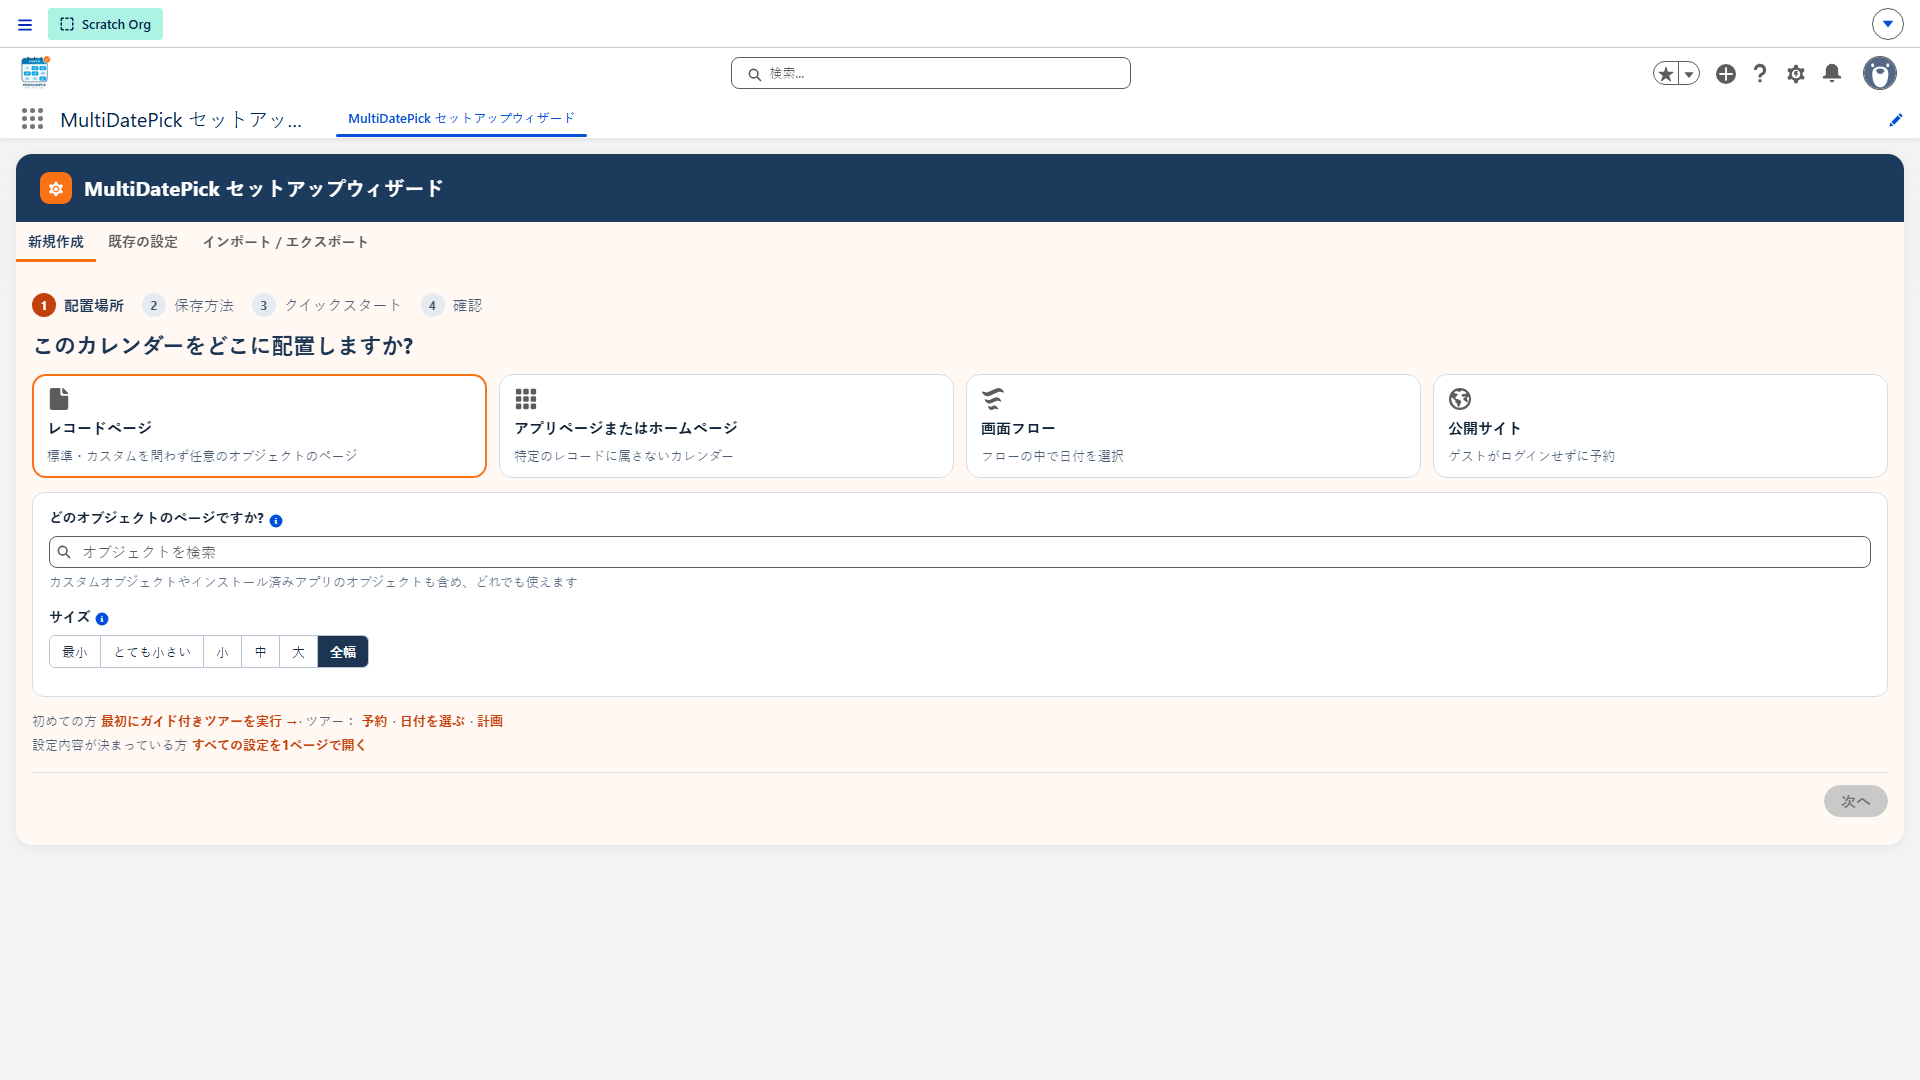 Scratch Org
検索...
MultiDatePick セットアッ...
MultiDatePick セットアップウィザード
MultiDatePick セットアップウィザード
新規作成
既存の設定
インポート / エクスポート
1 配置場所
2 保存方法
3 クイックスタート
4 確認
このカレンダーをどこに配置しますか?
レコードページ
標準・カスタムを問わず任意のオブジェクトのページ
アプリページまたはホームページ
特定のレコードに属さないカレンダー
画面フロー
フローの中で日付を選択
公開サイト
ゲストがログインせずに予約
どのオブジェクトのページですか?
オブジェクトを検索
カスタムオブジェクトやインストール済みアプリのオブジェクトも含め、どれでも使えます
サイズ
最小 とても小さい 小 中 大 全幅
初めての方 最初にガイド付きツアーを実行 →· ツアー： 予約 · 日付を選ぶ · 計画
設定内容が決まっている方 すべての設定を1ページで開く
次へ